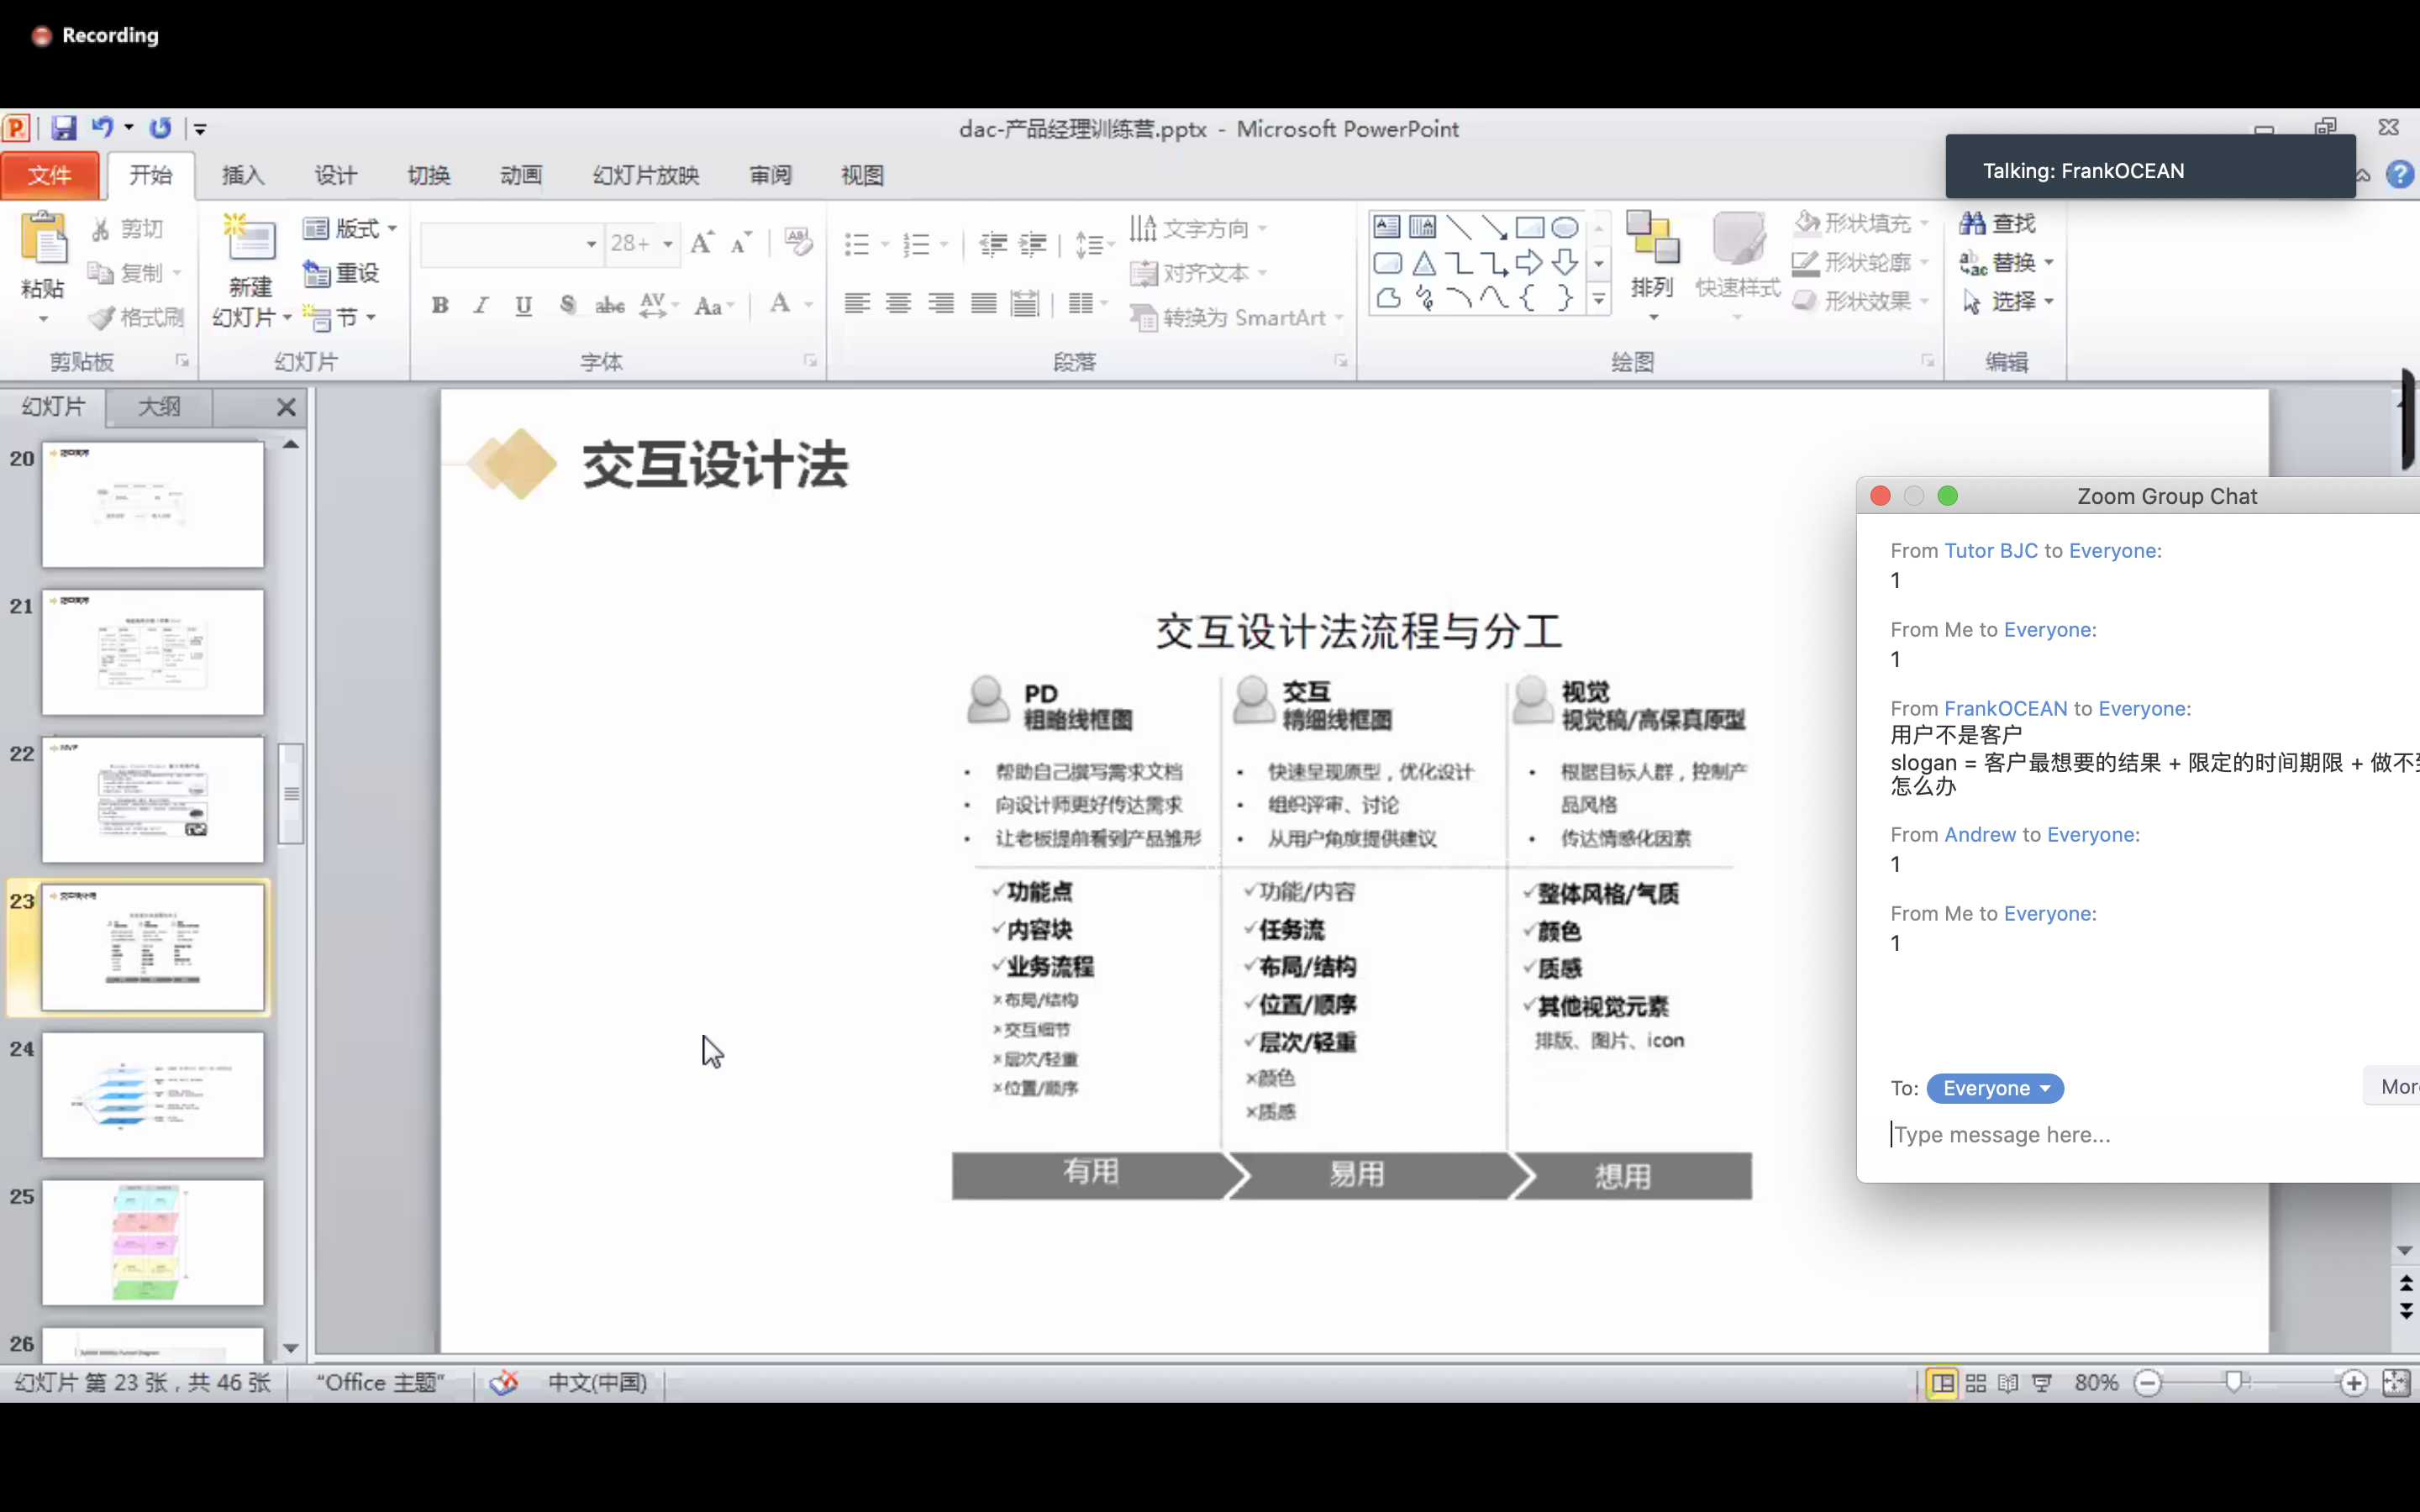 Recording
dac-产品经理训练营.pptx - Microsoft PowerPoint
Talking: FrankOCEAN
文件 开始 插入 设计 切换 动画 幻灯片放映 审阅 视图
粘贴
剪切
复制
格式刷
剪贴板
新建
幻灯片
版式
重设
节
幻灯片
28+
B I U S abc AV Aa A
字体
文字方向
对齐文本
转换为 SmartArt
段落
排列
快速样式
形状填充
形状轮廓
形状效果
绘图
查找
替换
选择
编辑
幻灯片 大纲
20
21
22
MVP
23
24
25
26
交互设计法
交互设计法流程与分工
PD
粗略线框图
• 帮助自己撰写需求文档
• 向设计师更好传达需求
• 让老板提前看到产品雏形
✓功能点
✓内容块
✓业务流程
×布局/结构
×交互细节
×层次/轻重
×位置/顺序
交互
精细线框图
• 快速呈现原型，优化设计
• 组织评审、讨论
• 从用户角度提供建议
✓功能/内容
✓任务流
✓布局/结构
✓位置/顺序
✓层次/轻重
×颜色
×质感
视觉
视觉稿/高保真原型
• 根据目标人群，控制产
品风格
• 传达情感化因素
✓整体风格/气质
✓颜色
✓质感
✓其他视觉元素
排版、图片、icon
有用 易用 想用
Zoom Group Chat
From Tutor BJC to Everyone:
1
From Me to Everyone:
1
From FrankOCEAN to Everyone:
用户不是客户
slogan = 客户最想要的结果 + 限定的时间期限 + 做不
怎么办
From Andrew to Everyone:
1
From Me to Everyone:
1
To: Everyone
Mor
Type message here...
幻灯片 第 23 张，共 46 张 "Office 主题" 中文(中国) 80%